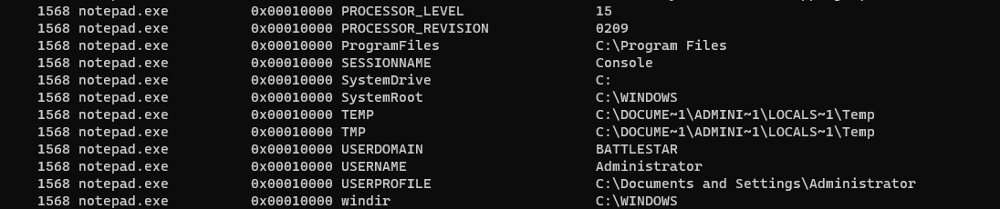 1568 notepad.exe 0x00010000 PROCESSOR_LEVEL 15
1568 notepad.exe 0x00010000 PROCESSOR_REVISION 0209
1568 notepad.exe 0x00010000 ProgramFiles C:\Program Files
1568 notepad.exe 0x00010000 SESSIONNAME Console
1568 notepad.exe 0x00010000 SystemDrive C:
1568 notepad.exe 0x00010000 SystemRoot C:\WINDOWS
1568 notepad.exe 0x00010000 TEMP C:\DOCUME~1\ADMINI~1\LOCALS~1\Temp
1568 notepad.exe 0x00010000 TMP C:\DOCUME~1\ADMINI~1\LOCALS~1\Temp
1568 notepad.exe 0x00010000 USERDOMAIN BATTLESTAR
1568 notepad.exe 0x00010000 USERNAME Administrator
1568 notepad.exe 0x00010000 USERPROFILE C:\Documents and Settings\Administrator
1568 notepad.exe 0x00010000 windir C:\WINDOWS